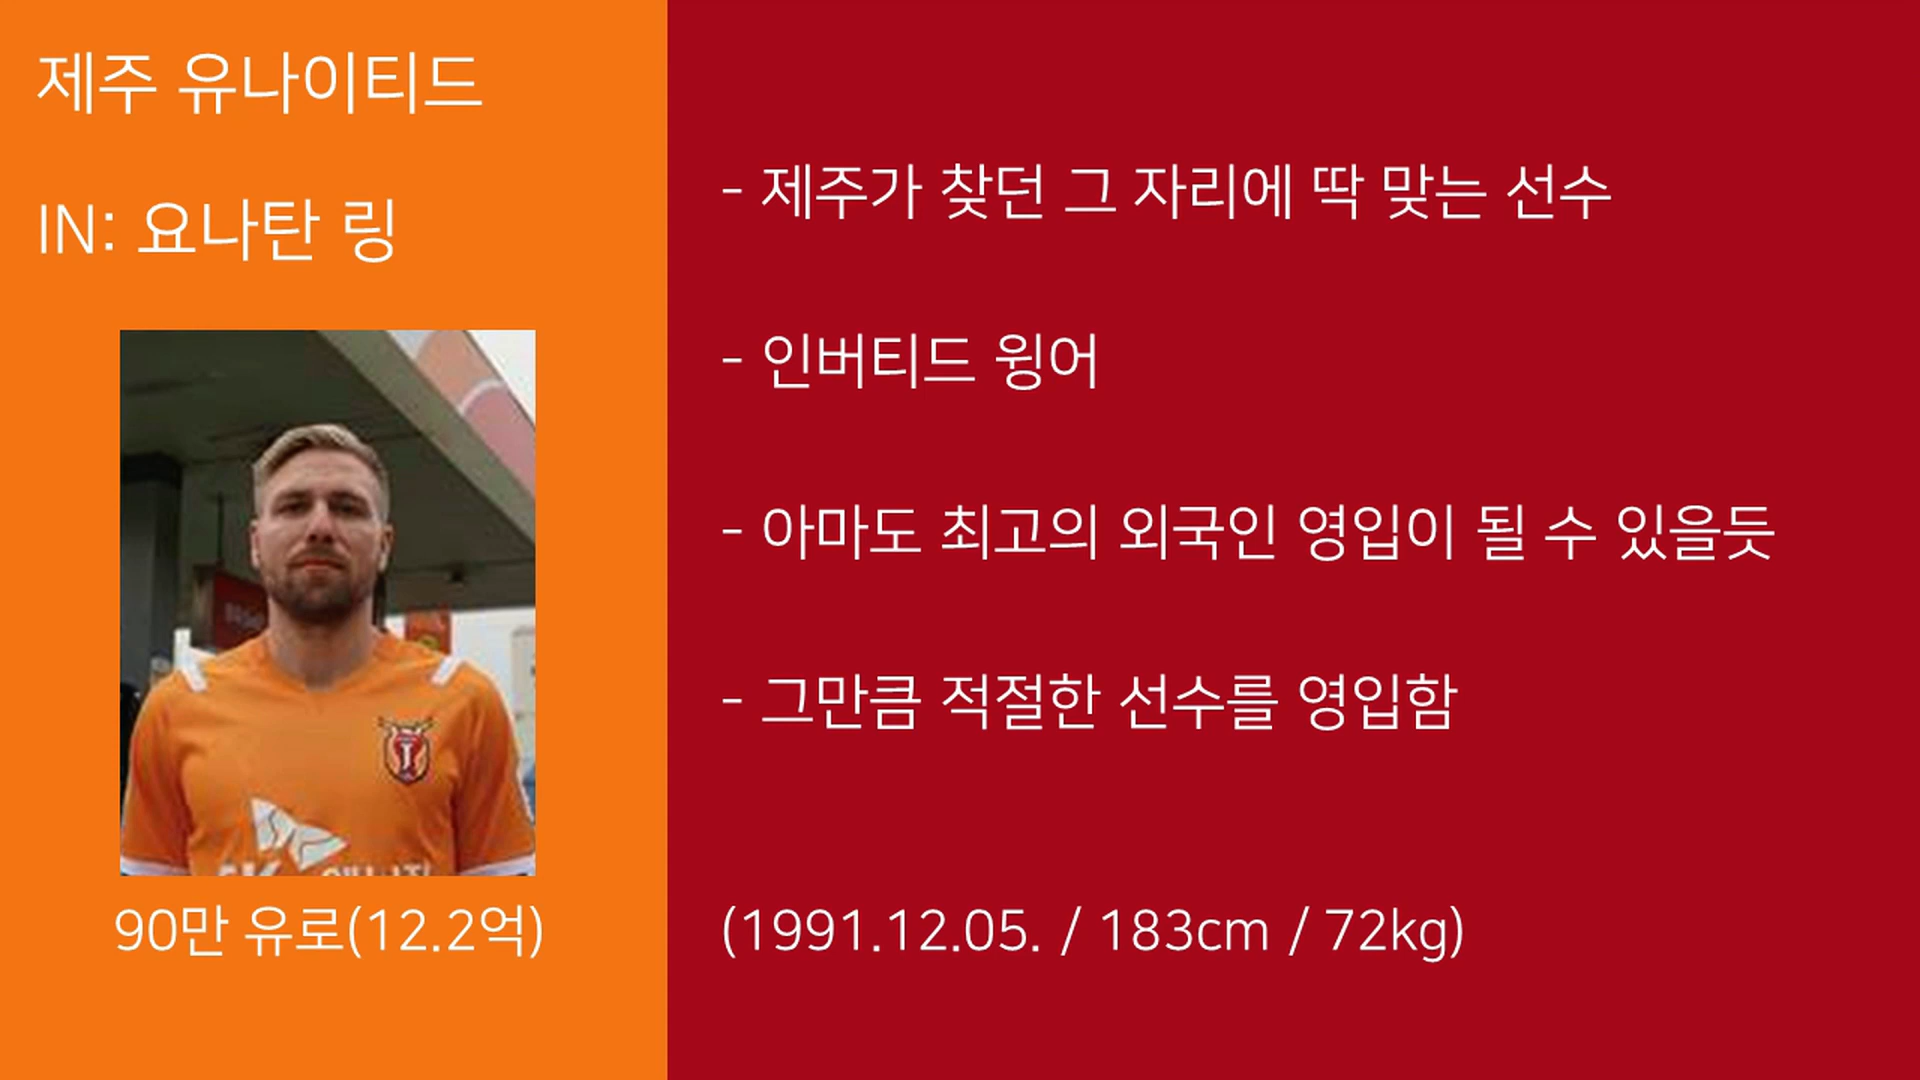 제주 유나이티드
IN: 요나탄 링
90만 유로(12.2억)
- 제주가 찾던 그 자리에 딱 맞는 선수
- 인버티드 윙어
- 아마도 최고의 외국인 영입이 될 수 있을듯
- 그만큼 적절한 선수를 영입함
(1991.12.05. / 183cm / 72kg)